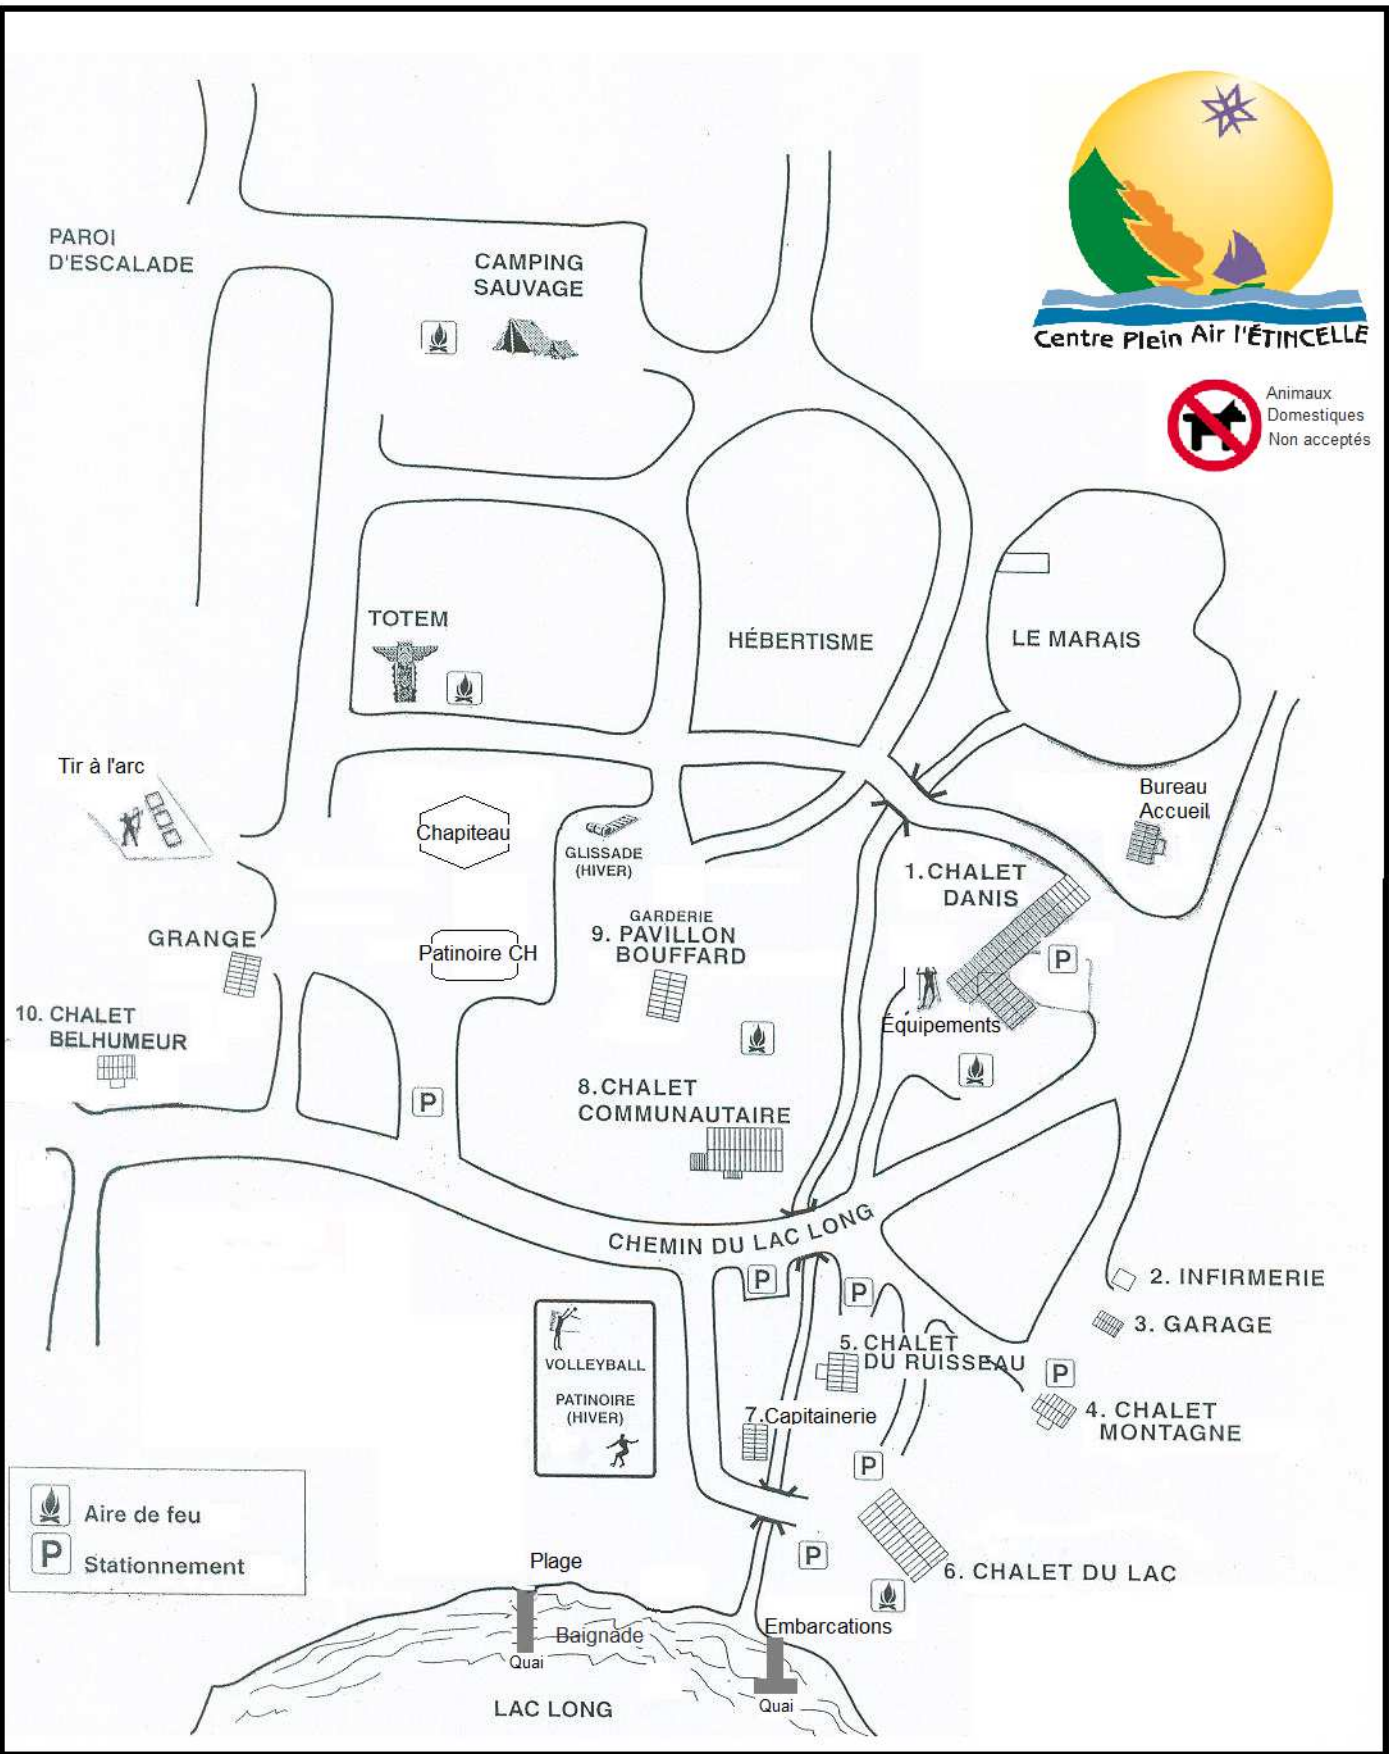 PAROI
D'ESCALADE
CAMPING
SAUVAGE
Centre Plein Air l'ÉTINCELLE
Animaux
Domestiques
Non acceptés
TOTEM
HÉBERTISME
LE MARAIS
Tir à l'arc
Bureau
Accueil
Chapiteau
GLISSADE
(HIVER)
1. CHALET
DANIS
GARDERIE
9. PAVILLON
BOUFFARD
GRANGE
Patinoire CH
P
10. CHALET
BELHUMEUR
Équipements
8. CHALET
COMMUNAUTAIRE
P
CHEMIN DU LAC LONG
P
P
2. INFIRMERIE
3. GARAGE
VOLLEYBALL
PATINOIRE
(HIVER)
5. CHALET
DU RUISSEAU
P
7. Capitainerie
4. CHALET
MONTAGNE
P
Aire de feu
P Stationnement
P
6. CHALET DU LAC
Plage
Embarcations
Baignade
Quai
Quai
LAC LONG